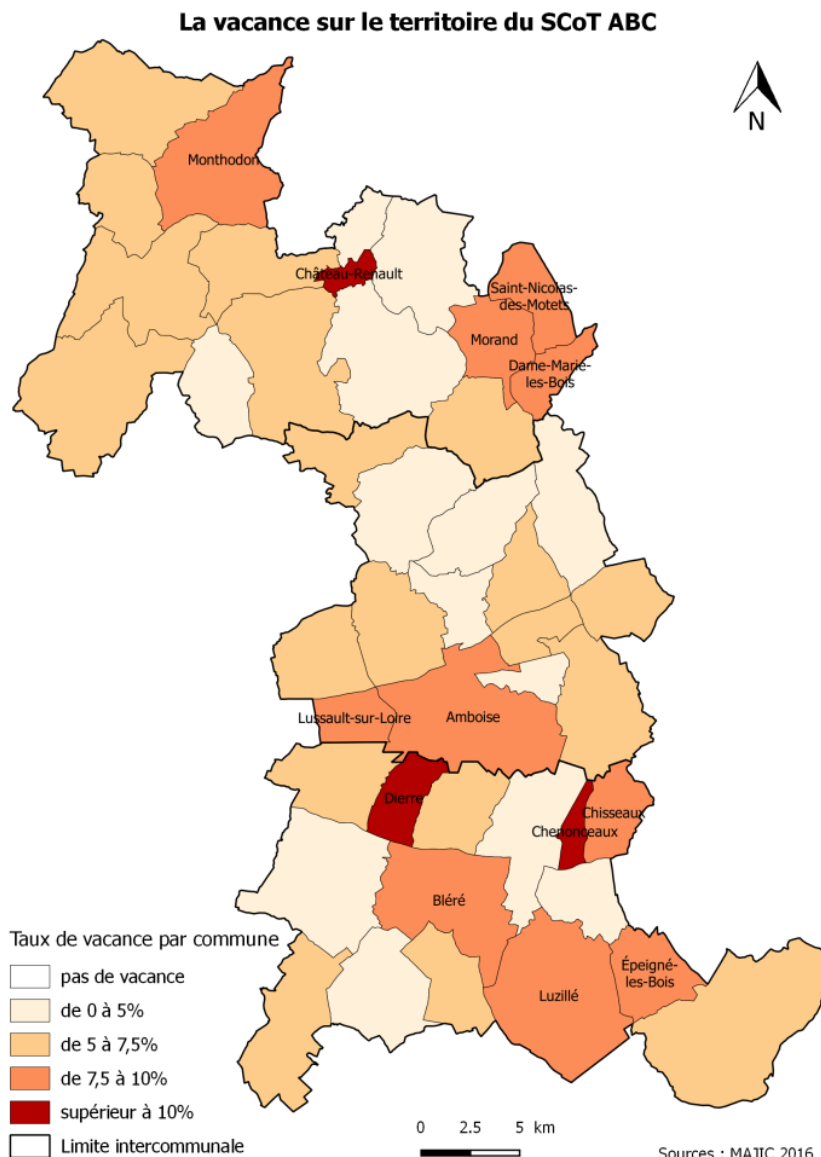 La vacance sur le territoire du SCoT ABC
N
Monthodon
Château-Renault
Saint-Nicolas-
des-Motets
Morand
Dame-Marie-
les-Bois
Lussault-sur-Loire
Amboise
Dierre
Chisseaux
Chenonceaux
Bléré
Épeigné-
les-Bois
Luzillé
Taux de vacance par commune
pas de vacance
de 0 à 5%
de 5 à 7,5%
de 7,5 à 10%
supérieur à 10%
Limite intercommunale
0 2.5 5 km
Sources : MAJIC 2016